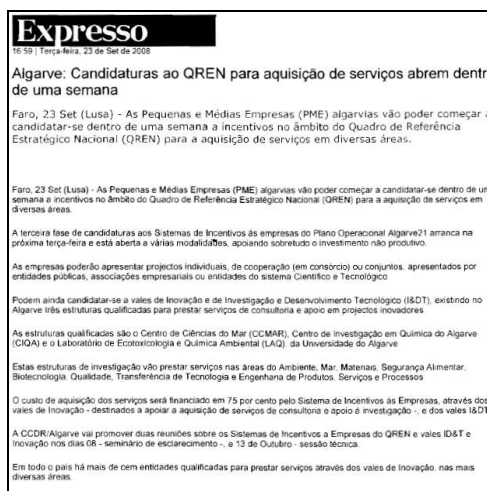 Expresso
16:59 | Terça-feira, 23 de Set de 2008
Algarve: Candidaturas ao QREN para aquisição de serviços abrem dentr
de uma semana
Faro, 23 Set (Lusa) - As Pequenas e Médias Empresas (PME) algarvias vão poder começar a
candidatar-se dentro de uma semana a incentivos no âmbito do Quadro de Referência
Estratégico Nacional (QREN) para a aquisição de serviços em diversas áreas.
Faro, 23 Set (Lusa) - As Pequenas e Médias Empresas (PME) algarvias vão poder começar a candidatar-se dentro de um
semana a incentivos no âmbito do Quadro de Referência Estratégico Nacional (QREN) para a aquisição de serviços em
diversas áreas.
A terceira fase de candidaturas aos Sistemas de Incentivos às empresas do Plano Operacional Algarve21 arranca na
próxima terça-feira e está aberta a várias modalidades, apoiando sobretudo o investimento não produtivo.
As empresas poderão apresentar projectos individuais, de cooperação (em consórcio) ou conjuntos, apresentados por
entidades públicas, associações empresariais ou entidades do sistema Científico e Tecnológico
Podem ainda candidatar-se a vales de Inovação e de Investigação e Desenvolvimento Tecnológico (I&DT), existindo no
Algarve três estruturas qualificadas para prestar serviços de consultoria e apoio em projectos inovadores
As estruturas qualificadas são o Centro de Ciências do Mar (CCMAR), Centro de Investigação em Química do Algarve
(CIQA) e o Laboratório de Ecotoxicologia e Química Ambiental (LAQ), da Universidade do Algarve
Estas estruturas de investigação vão prestar serviços nas áreas do Ambiente, Mar, Materiais, Segurança Alimentar,
Biotecnologia, Qualidade, Transferência de Tecnologia e Engenharia de Produtos, Serviços e Processos
O custo de aquisição dos serviços será financiado em 75 por cento pelo Sistema de Incentivos às Empresas, através dos
vales de Inovação - destinados a apoiar a aquisição de serviços de consultoria e apoio à investigação -, e dos vales I&DT
A CCDR/Algarve vai promover duas reuniões sobre os Sistemas de Incentivos a Empresas do QREN e vales ID&T e
Inovação nos dias 08 - seminário de esclarecimento -, e 13 de Outubro - sessão técnica.
Em todo o país há mais de cem entidades qualificadas para prestar serviços através dos vales de Inovação, nas mais
diversas áreas.